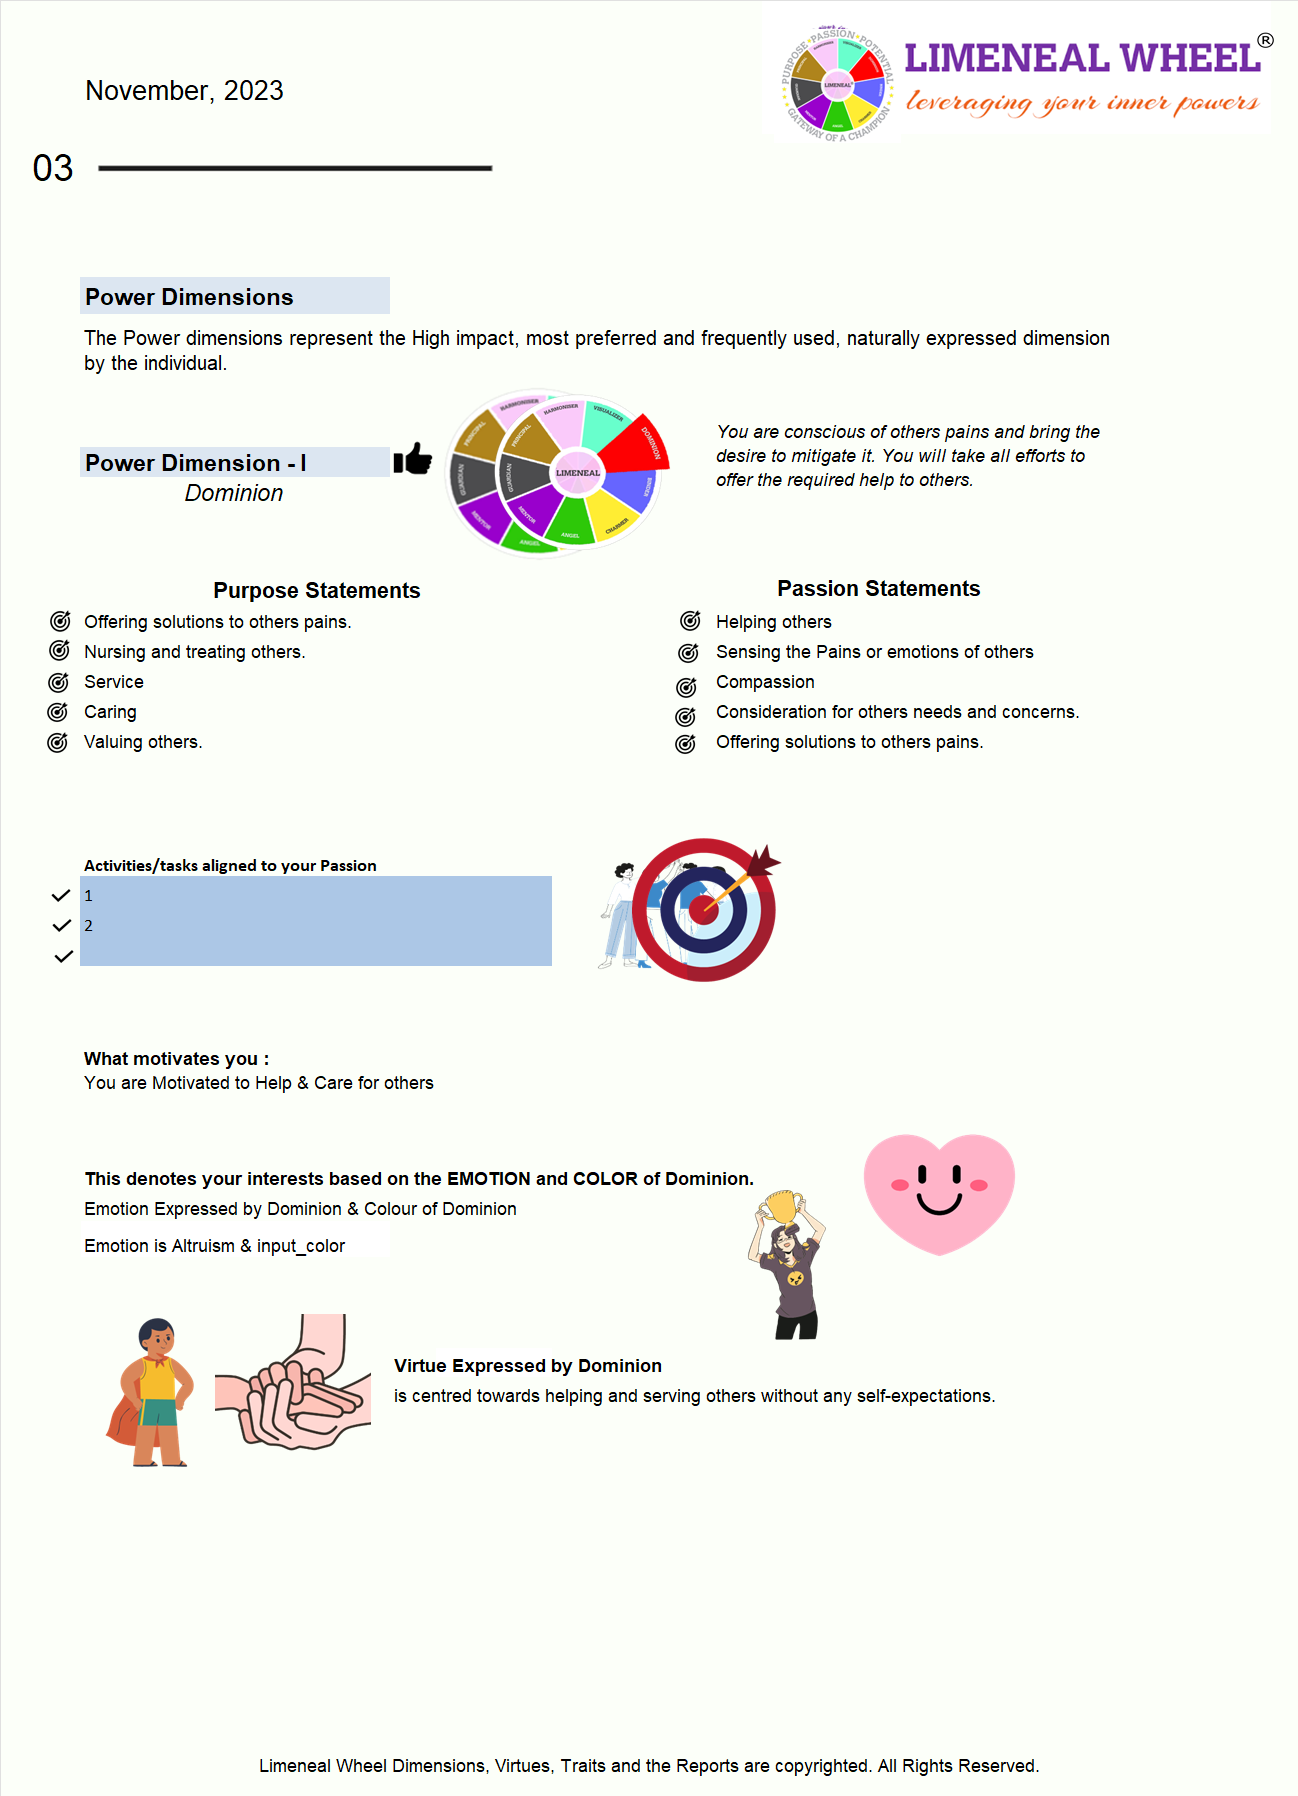 November, 2023
PURPOSE PASSION POTENTIAL
GATEWAY OF A CHAMPION
LIMENEAL
LIMENEAL WHEEL®
leveraging your inner powers
03
Power Dimensions
The Power dimensions represent the High impact, most preferred and frequently used, naturally expressed dimension
by the individual.
Power Dimension - I
Dominion
HARMONISER
PRINCIPAL
GUARDIAN
MENTOR
ANGEL
HARMONISER
VISUALIZER
DOMINION
BINDER
CHARMER
ANGEL
MENTOR
GUARDIAN
PRINCIPAL
LIMENEAL
You are conscious of others pains and bring the
desire to mitigate it. You will take all efforts to
offer the required help to others.
Purpose Statements
Offering solutions to others pains.
Nursing and treating others.
Service
Caring
Valuing others.
Passion Statements
Helping others
Sensing the Pains or emotions of others
Compassion
Consideration for others needs and concerns.
Offering solutions to others pains.
Activities/tasks aligned to your Passion
1
2
What motivates you :
You are Motivated to Help & Care for others
This denotes your interests based on the EMOTION and COLOR of Dominion.
Emotion Expressed by Dominion & Colour of Dominion
Emotion is Altruism & input_color
Virtue Expressed by Dominion
is centred towards helping and serving others without any self-expectations.
Limeneal Wheel Dimensions, Virtues, Traits and the Reports are copyrighted. All Rights Reserved.